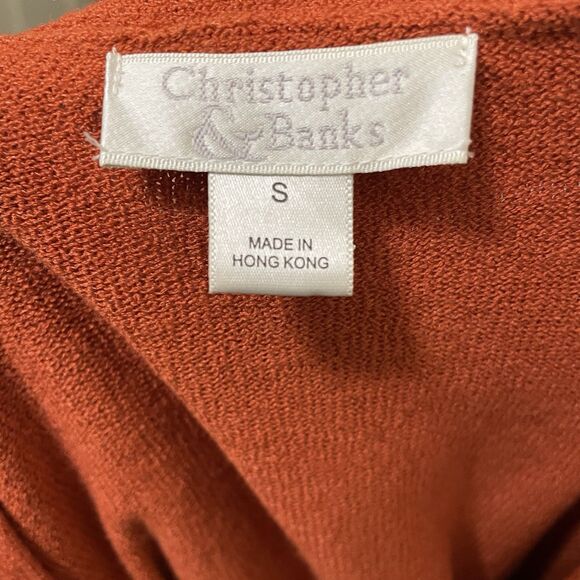 Christopher
& Banks
S
MADE IN
HONG KONG